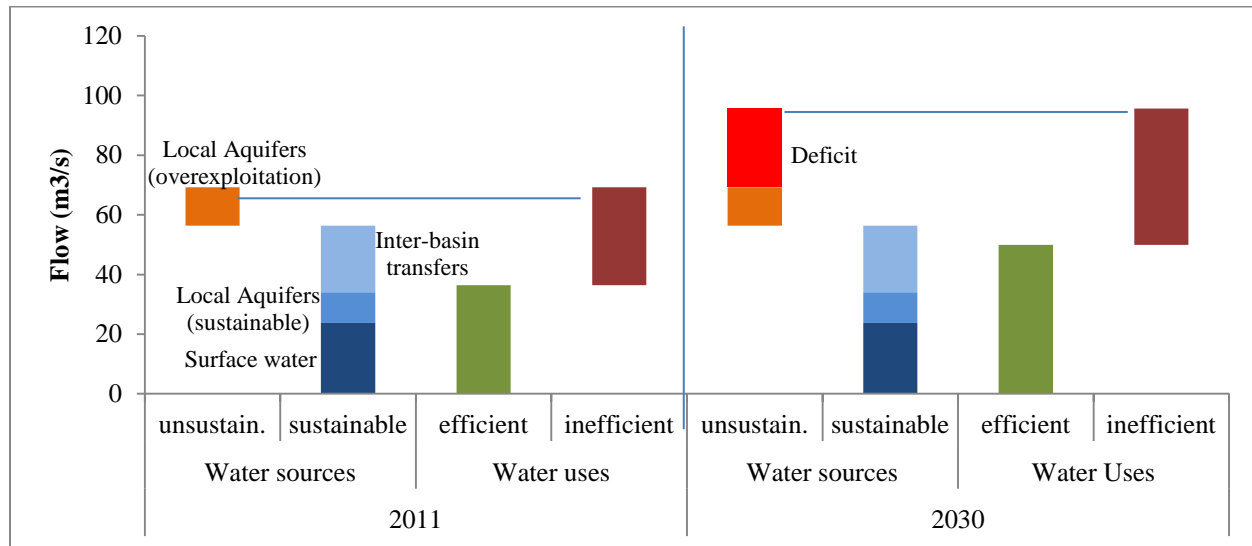 Flow (m3/s)
120
100
80
60
40
20
0
Local Aquifers
(overexploitation)
Inter-basin
transfers
Local Aquifers
(sustainable)
Surface water
Deficit
unsustain. sustainable efficient inefficient unsustain. sustainable efficient inefficient
Water sources Water uses Water sources Water Uses
2011 2030